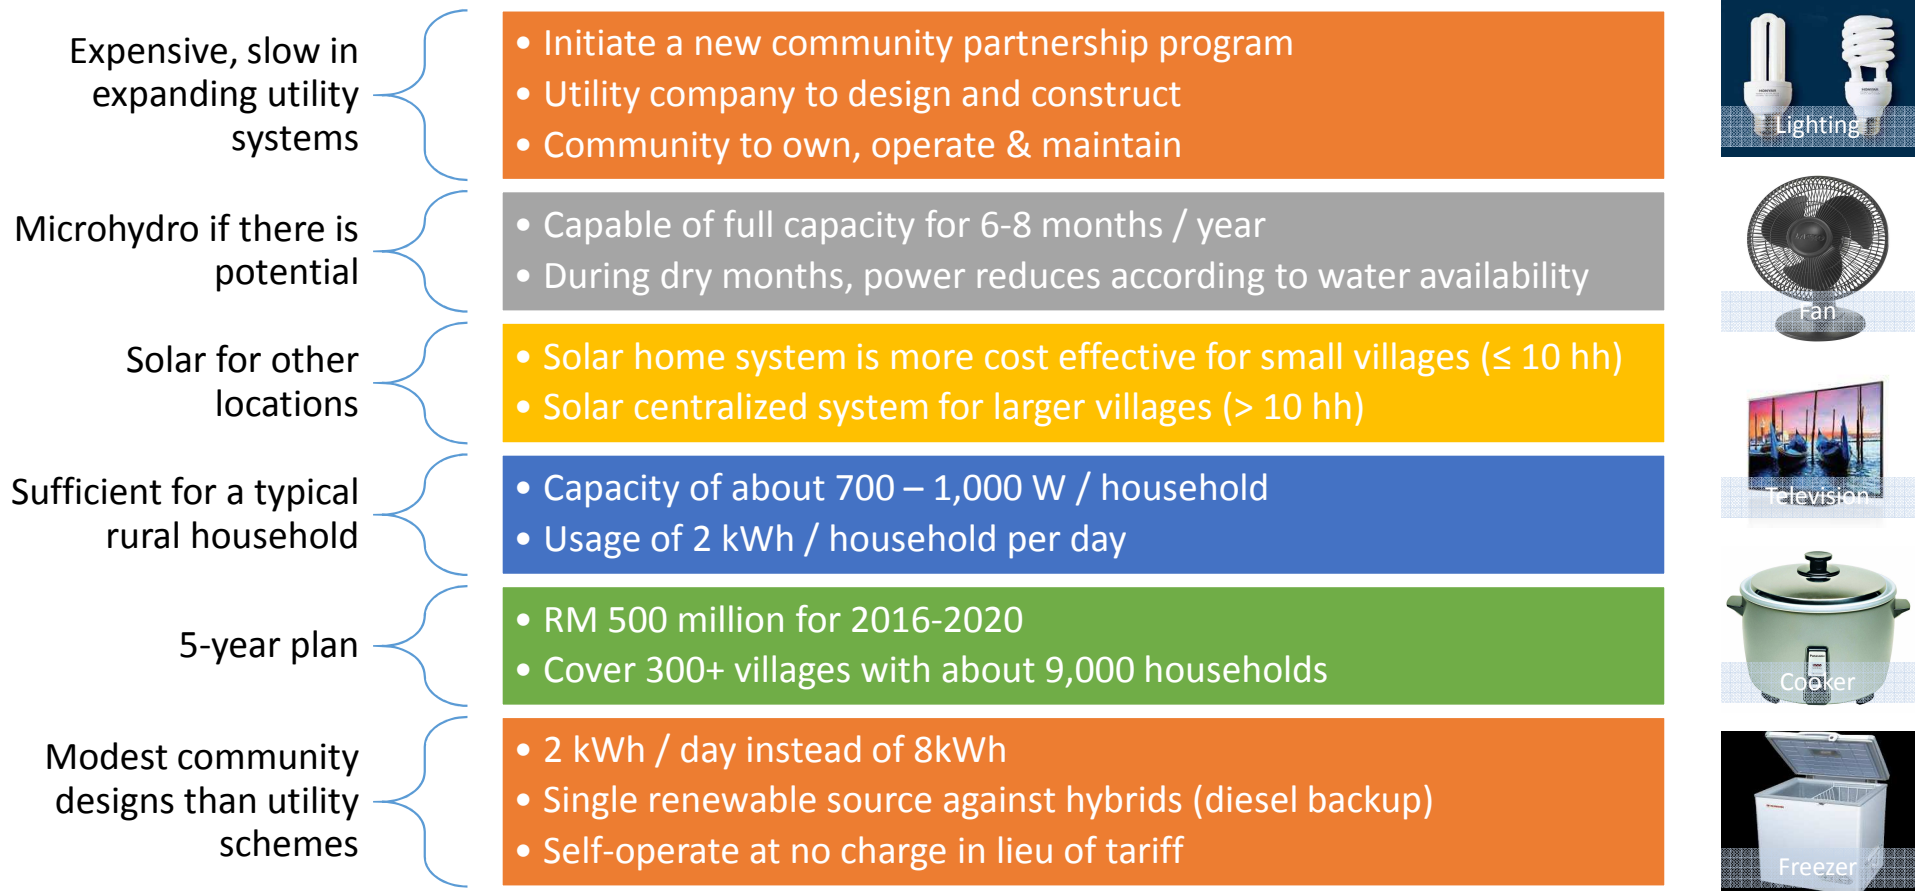 Expensive, slow in
expanding utility
systems
• Initiate a new community partnership program
• Utility company to design and construct
• Community to own, operate & maintain
Microhydro if there is
potential
• Capable of full capacity for 6-8 months / year
• During dry months, power reduces according to water availability
Solar for other
locations
• Solar home system is more cost effective for small villages (≤ 10 hh)
• Solar centralized system for larger villages (> 10 hh)
Sufficient for a typical
rural household
• Capacity of about 700 – 1,000 W / household
• Usage of 2 kWh / household per day
5-year plan
• RM 500 million for 2016-2020
• Cover 300+ villages with about 9,000 households
Modest community
designs than utility
schemes
• 2 kWh / day instead of 8kWh
• Single renewable source against hybrids (diesel backup)
• Self-operate at no charge in lieu of tariff
Lighting
Fan
Television
Cooker
Freezer